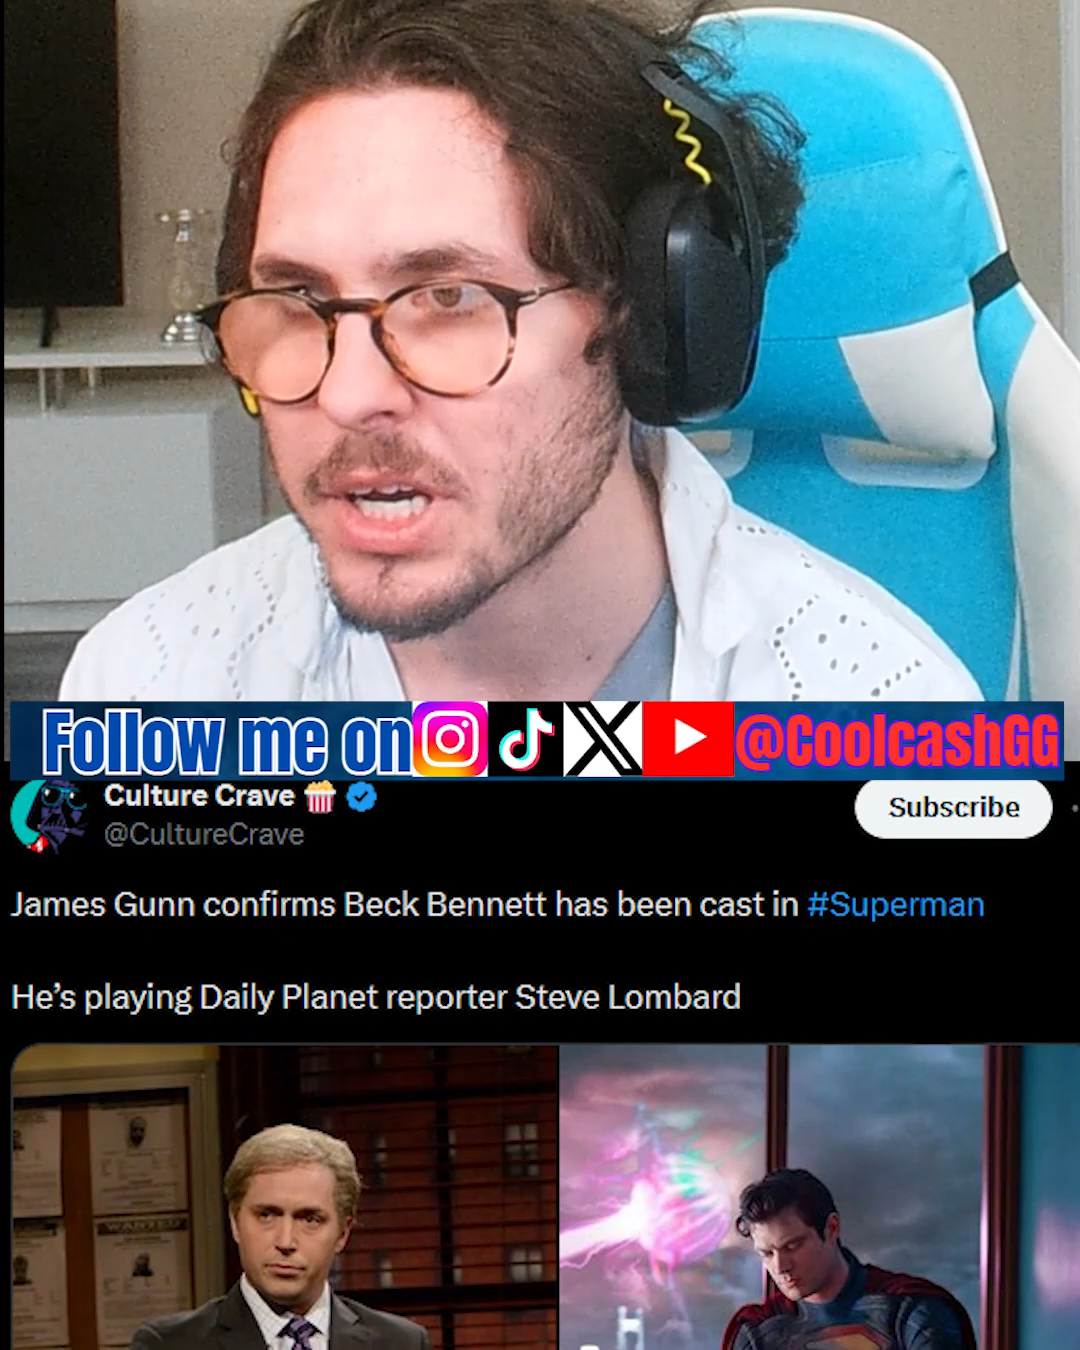 Follow me on @CoolcashGG
Culture Crave
@CultureCrave
Subscribe
James Gunn confirms Beck Bennett has been cast in #Superman
He's playing Daily Planet reporter Steve Lombard
WANTED